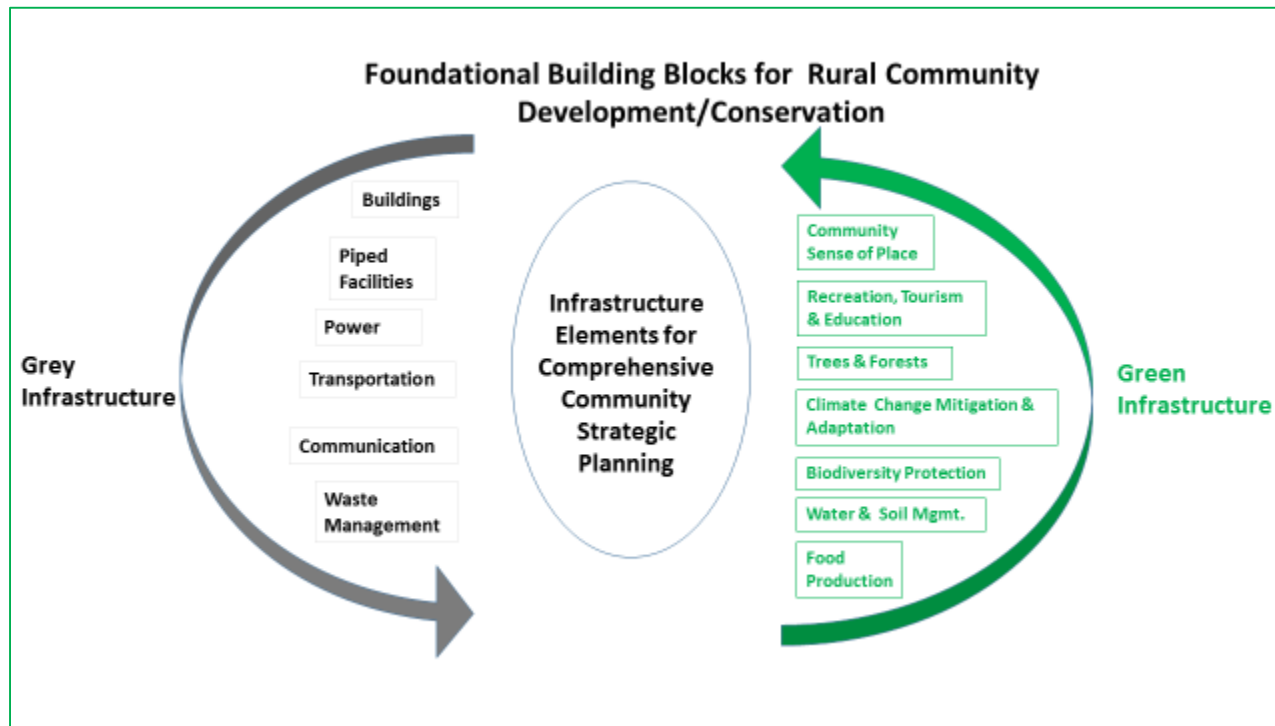 Foundational Building Blocks for Rural Community
Development/Conservation
Grey
Infrastructure
Buildings
Piped
Facilities
Power
Transportation
Communication
Waste
Management
Infrastructure
Elements for
Comprehensive
Community
Strategic
Planning
Community
Sense of Place
Recreation, Tourism
& Education
Trees & Forests
Climate Change Mitigation &
Adaptation
Biodiversity Protection
Water & Soil Mgmt.
Food
Production
Green
Infrastructure